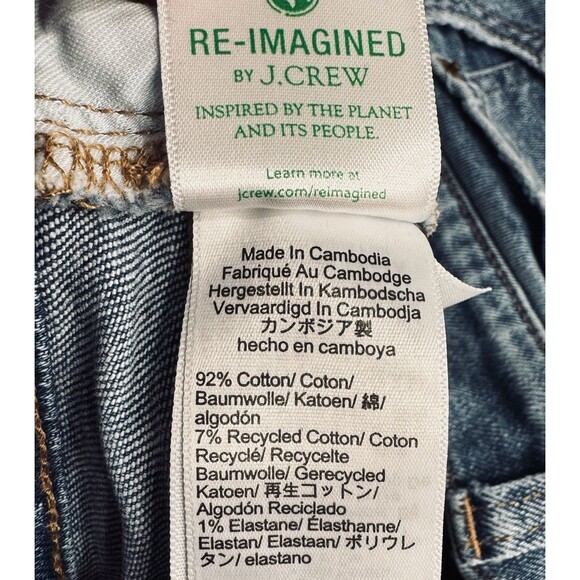 RE-IMAGINED
BY J.CREW
INSPIRED BY THE PLANET
AND ITS PEOPLE.
Learn more at
jcrew.com/reimagined
Made In Cambodia
Fabriqué Au Cambodge
Hergestellt In Kambodscha
Vervaardigd In Cambodja
カンボジア製
hecho en camboya
92% Cotton/ Coton/
Baumwolle/ Katoen/ 綿/
algodón
7% Recycled Cotton/ Coton
Recyclé/ Recycelte
Baumwolle/ Gerecycled
Katoen/ 再生コットン/
Algodón Reciclado
1% Elastane/ Élasthanne/
Elastan/ Elastaan/ ポリウレ
タン/ elastano